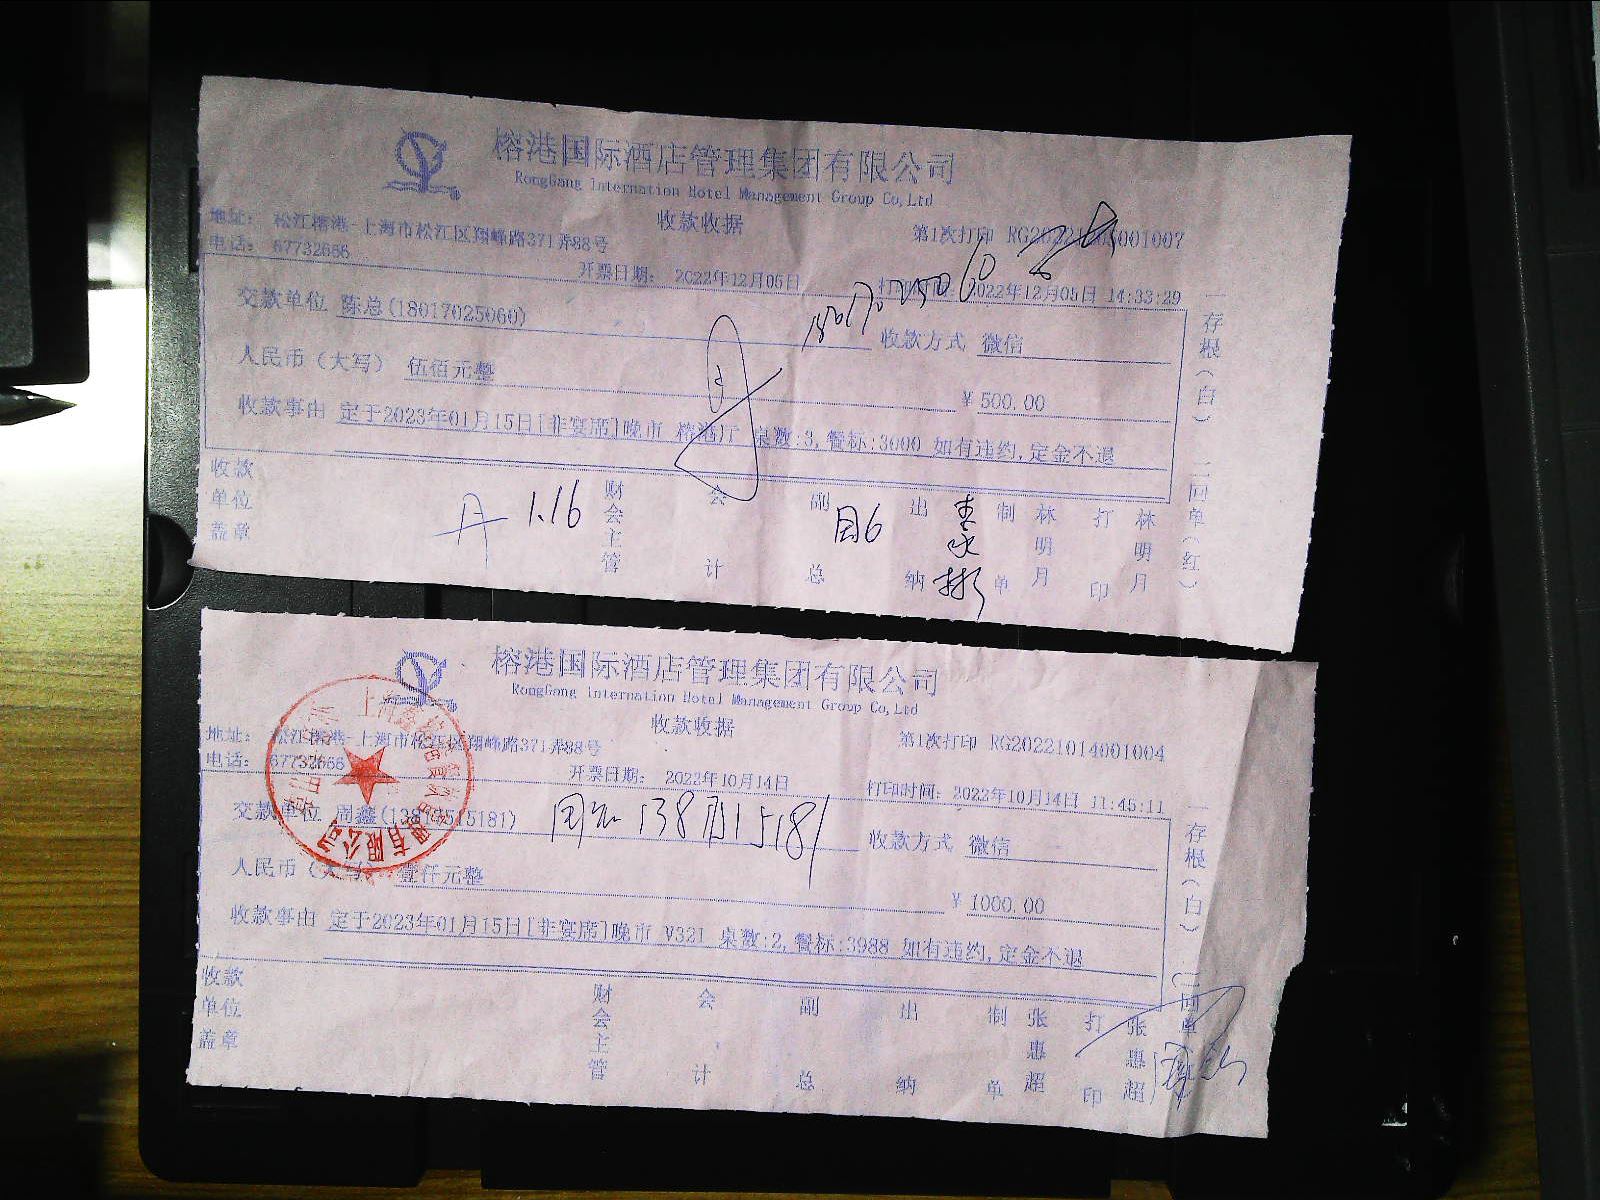 榕港国际酒店管理集团有限公司
RongGang Internation Hotel Management Group Co,Ltd
收款收据
地址： 松江榕港-上海市松江区翔峰路371弄88号
第1次打印
电话： 67732666
开票日期： 2022年12月05日
2022年12月05日 14:33:29
交款单位 陈总(18017025060)
收款方式 微信
人民币（大写） 伍佰元整
￥500.00
收款事由 定于2023年01月15日[非宴席]晚市 榕港厅 桌数:3,餐标:3000 如有违约,定金不退
收款单位盖章
1.16
财会主管
会计
副总
出纳
制单 林明月
打印 林明月
一存根(白) 二回单(红)
榕港国际酒店管理集团有限公司
RongGang Internation Hotel Management Group Co,Ltd
收款收据
地址： 松江榕港-上海市松江区翔峰路371弄88号
第1次打印 RG20221014001004
电话： 67732666
开票日期： 2022年10月14日
打印时间： 2022年10月14日 11:45:11
交款单位 周鑫
收款方式 微信
人民币（大写） 壹仟元整
￥1000.00
收款事由 定于2023年01月15日[非宴席]晚市 V321 桌数:2,餐标:3988 如有违约,定金不退
收款单位盖章
财会主管
会计
副总
出纳
制单 张惠超
打印 张惠超
一存根(白) 二回单